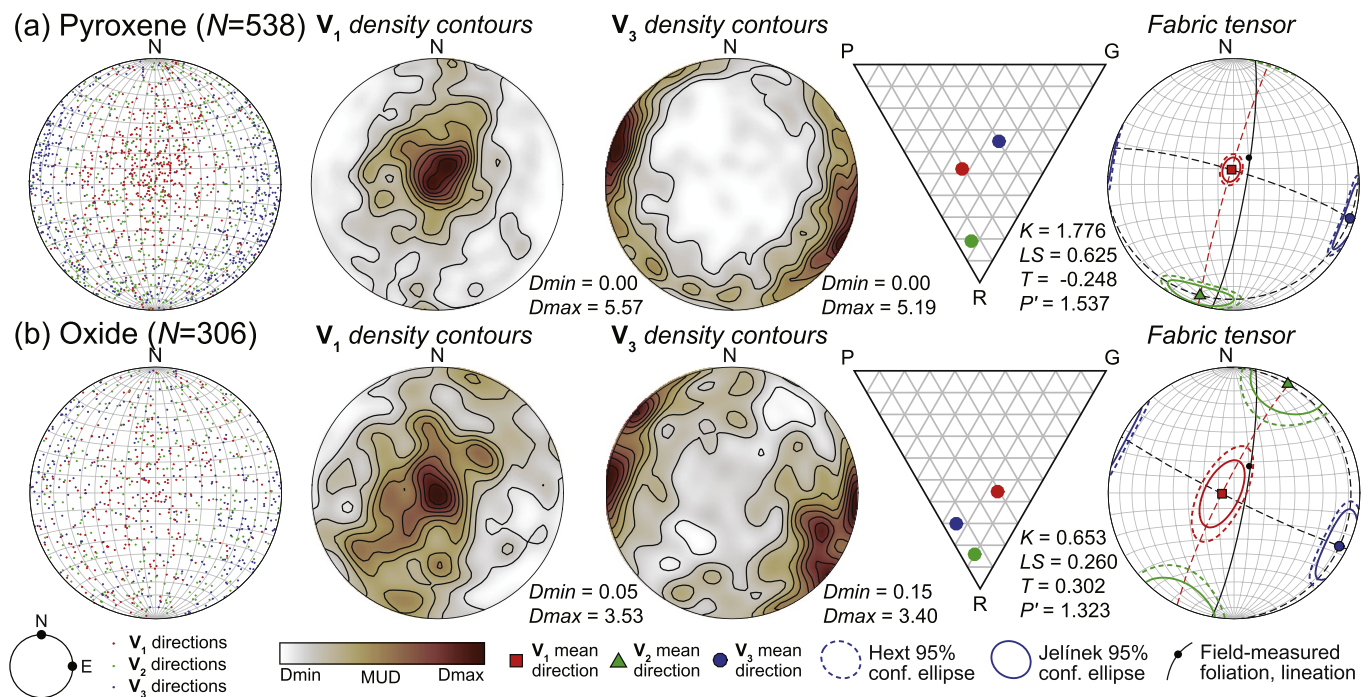 (a) Pyroxene (N=538)
V1 density contours
V3 density contours
Fabric tensor
N
N
N
N
P
G
R
K = 1.776
LS = 0.625
T = -0.248
P' = 1.537
Dmin = 0.00
Dmax = 5.57
Dmin = 0.00
Dmax = 5.19
(b) Oxide (N=306)
V1 density contours
V3 density contours
Fabric tensor
N
N
N
N
P
G
R
K = 0.653
LS = 0.260
T = 0.302
P' = 1.323
Dmin = 0.05
Dmax = 3.53
Dmin = 0.15
Dmax = 3.40
N
E
V1 directions
V2 directions
V3 directions
Dmin
MUD
Dmax
V1 mean
direction
V2 mean
direction
V3 mean
direction
Hext 95%
conf. ellipse
Jelínek 95%
conf. ellipse
Field-measured
foliation, lineation